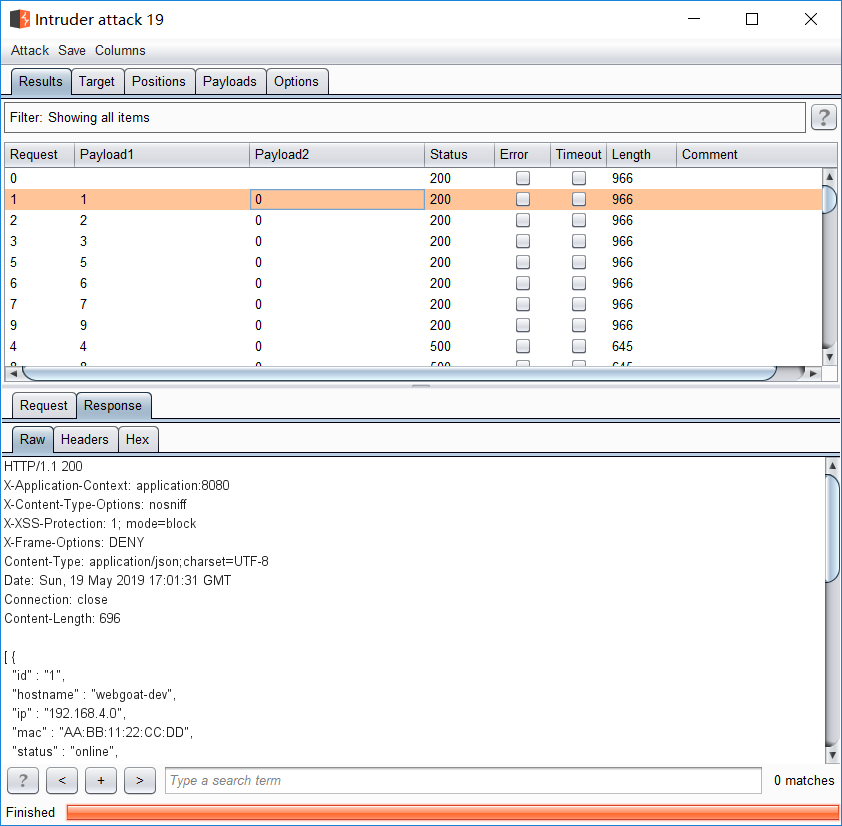 Intruder attack 19
Attack Save Columns
Results Target Positions Payloads Options
Filter: Showing all items ?
Request Payload1 Payload2 Status Error Timeout Length Comment
0 200 966
1 1 0 200 966
2 2 0 200 966
3 3 0 200 966
5 5 0 200 966
6 6 0 200 966
7 7 0 200 966
9 9 0 200 966
4 4 0 500 645
8 8 0 500 645
Request Response
Raw Headers Hex
HTTP/1.1 200
X-Application-Context: application:8080
X-Content-Type-Options: nosniff
X-XSS-Protection: 1; mode=block
X-Frame-Options: DENY
Content-Type: application/json;charset=UTF-8
Date: Sun, 19 May 2019 17:01:31 GMT
Connection: close
Content-Length: 696
[ {
"id" : "1",
"hostname" : "webgoat-dev",
"ip" : "192.168.4.0",
"mac" : "AA:BB:11:22:CC:DD",
"status" : "online",
? < + > Type a search term 0 matches
Finished